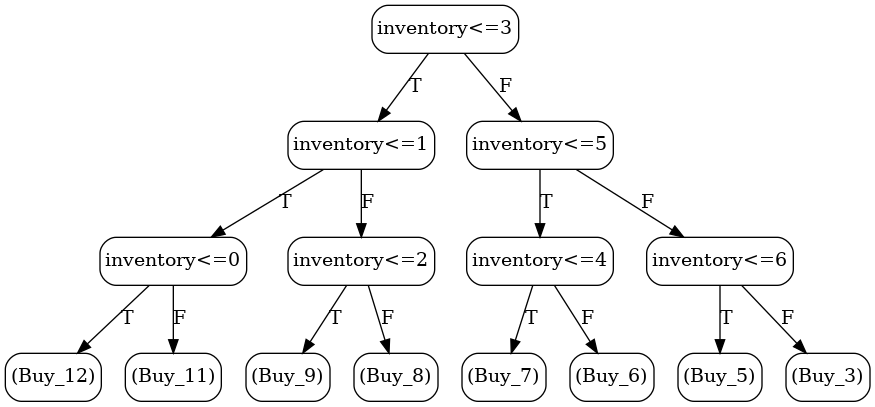 inventory<=3
T F
inventory<=1 inventory<=5
T F T F
inventory<=0 inventory<=2 inventory<=4 inventory<=6
T F T F T F T F
(Buy_12) (Buy_11) (Buy_9) (Buy_8) (Buy_7) (Buy_6) (Buy_5) (Buy_3)